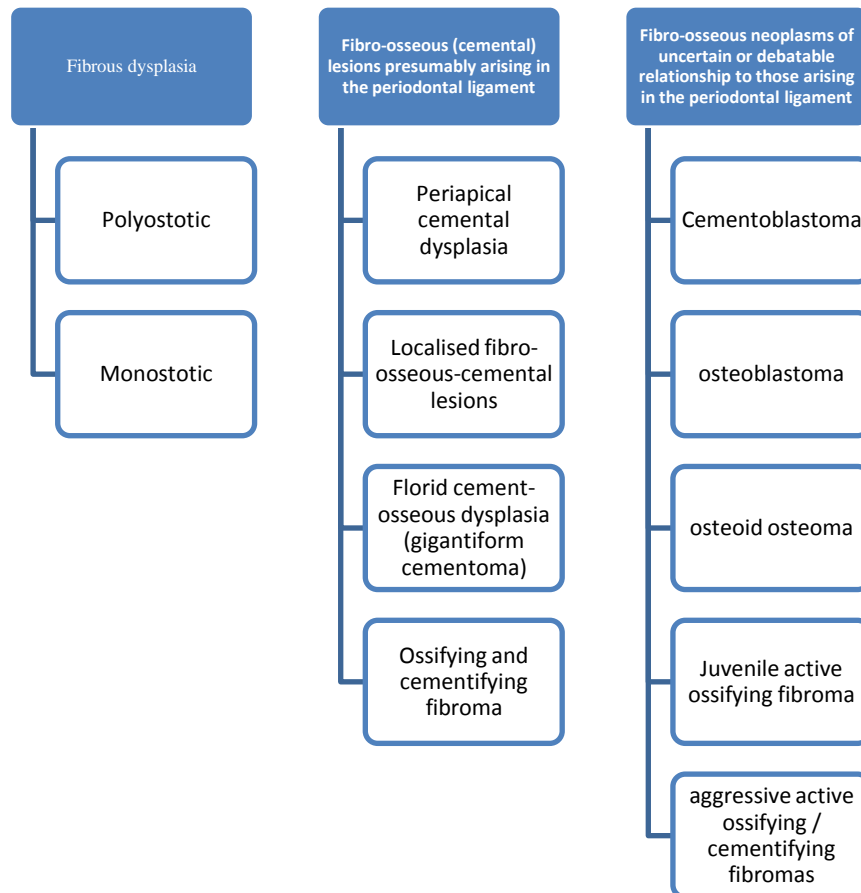 Fibrous dysplasia
Polyostotic
Monostotic
Fibro-osseous (cemental)
lesions presumably arising in
the periodontal ligament
Periapical
cemental
dysplasia
Localised fibro-
osseous-cemental
lesions
Florid cement-
osseous dysplasia
(gigantiform
cementoma)
Ossifying and
cementifying
fibroma
Fibro-osseous neoplasms of
uncertain or debatable
relationship to those arising
in the periodontal ligament
Cementoblastoma
osteoblastoma
osteoid osteoma
Juvenile active
ossifying fibroma
aggressive active
ossifying /
cementifying
fibromas